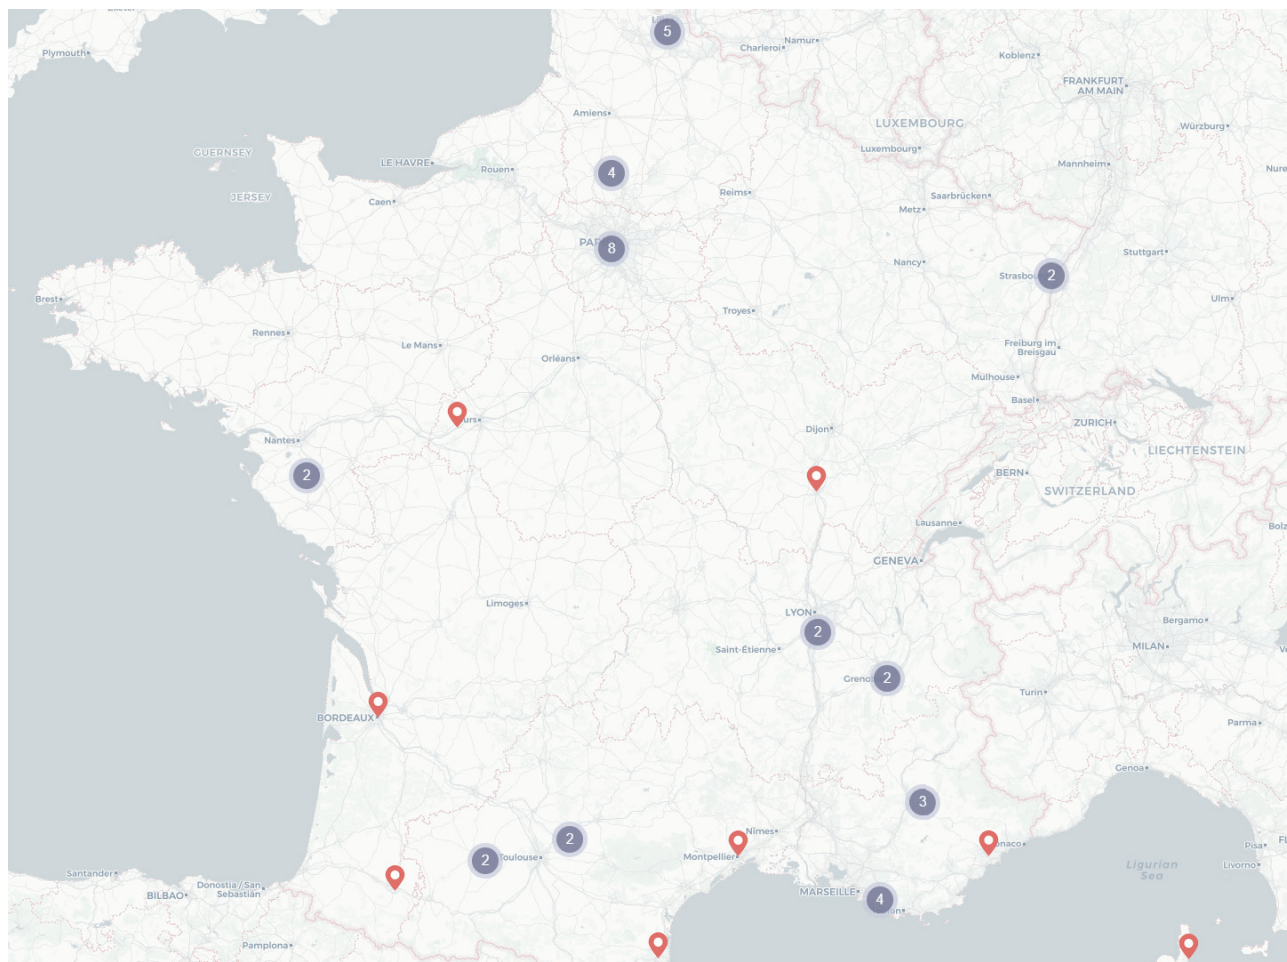 Plymouth
5
Charleroi
Namur
Koblenz
FRANKFURT
AM MAIN
Amiens
LUXEMBOURG
Würzburg
GUERNSEY
LE HAVRE
Rouen
4
Luxembourg
Mannheim
JERSEY
Caen
Reims
Saarbrücken
Metz
8
Nancy
Strasbou
2
Stuttgart
Brest
Ulm
Rennes
Troyes
Le Mans
Orléans
Freiburg im
Breisgau
Mulhouse
Basel
Dijon
ZURICH
Nantes
2
LIECHTENSTEIN
BERN
SWITZERLAND
Lausanne
GENEVA
Limoges
LYON
2
Bergamo
Saint-Étienne
MILAN
Greno
2
Turin
BORDEAUX
Parma
Genoa
3
Nîmes
2
2
Toulouse
Montpellier
onaco
Pisa
Ligurian
Sea
Livorno
Santander
BILBAO
Donostia / San
Sebastián
MARSEILLE
4
Pamplona